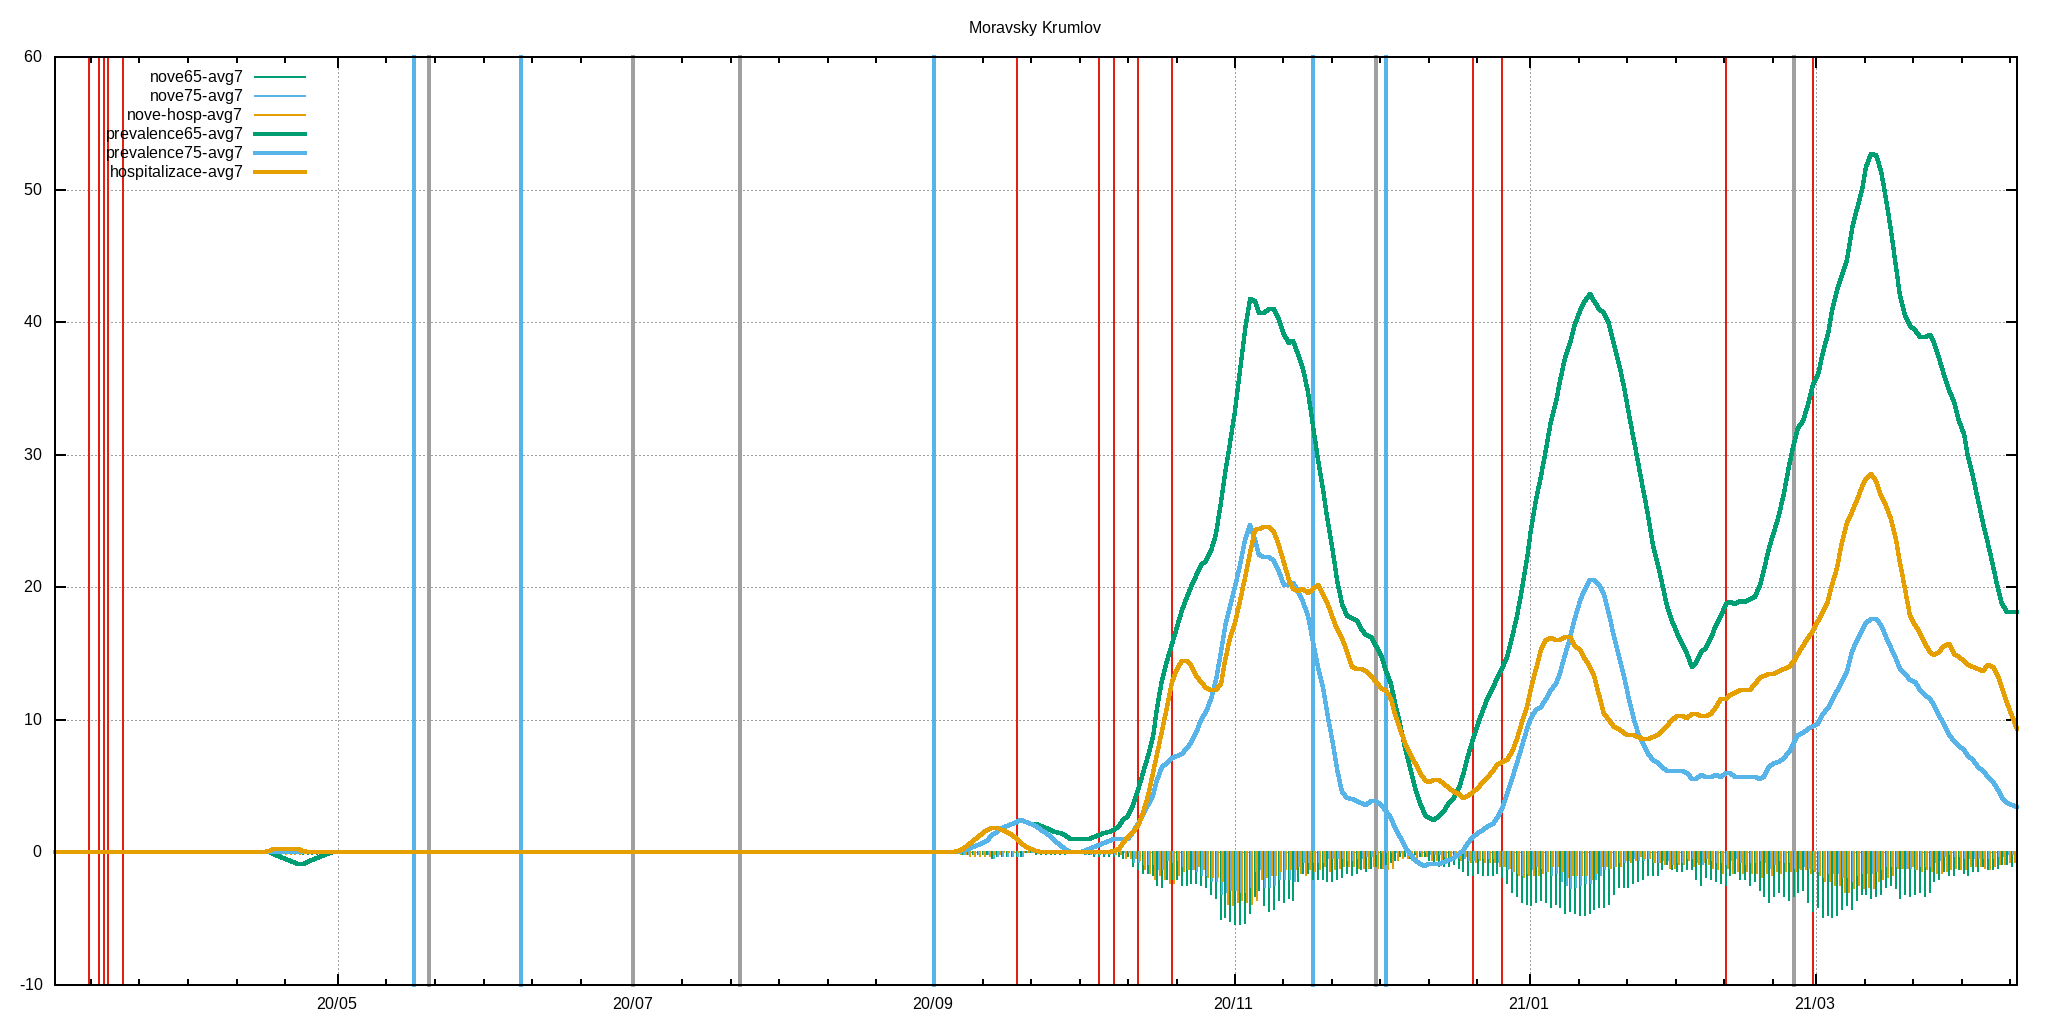 Moravsky Krumlov
60
50
40
30
20
10
0
-10
nove65-avg7
nove75-avg7
nove-hosp-avg7
prevalence65-avg7
prevalence75-avg7
hospitalizace-avg7
20/05
20/07
20/09
20/11
21/01
21/03